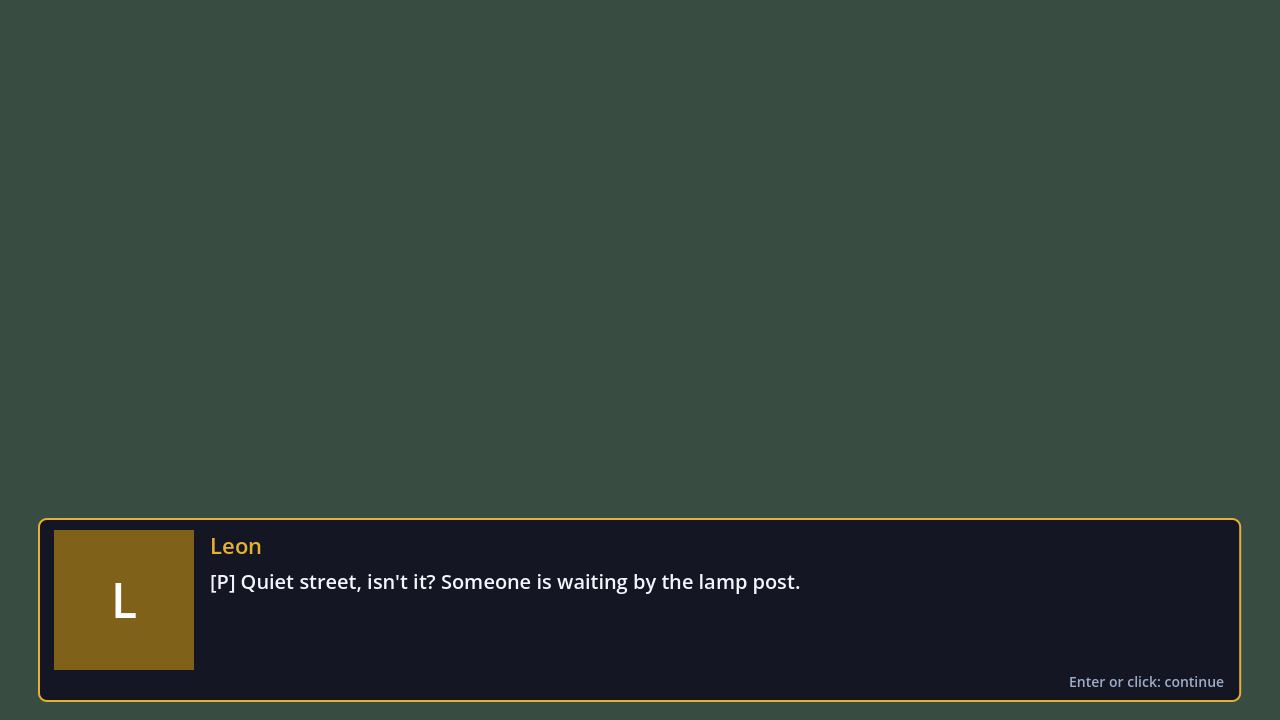 Leon
[P] Quiet street, isn't it? Someone is waiting by the lamp post.
L
Enter or click: continue